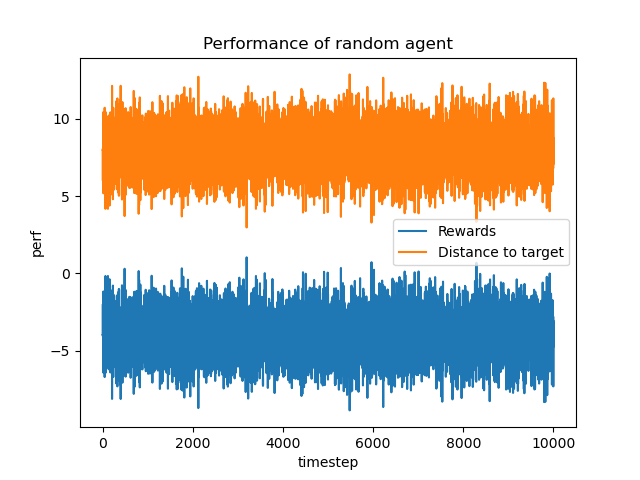 Performance of random agent
perf
10
5
0
−5
Rewards
Distance to target
0
2000
4000
6000
8000
10000
timestep